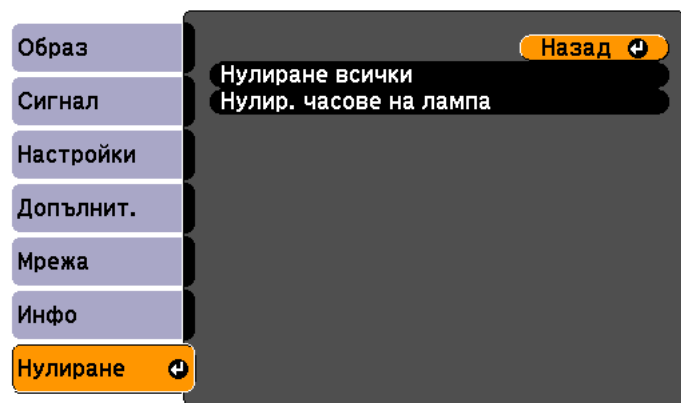 Образ
Сигнал
Настройки
Допълнит.
Мрежа
Инфо
Нулиране
Назад
Нулиране всички
Нулир. часове на лампа